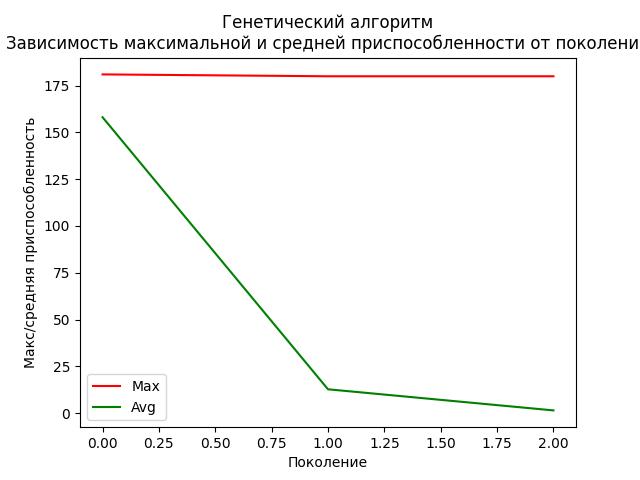 Генетический алгоритм
Зависимость максимальной и средней приспособленности от поколени
Макс/средняя приспособленность
175
150
125
100
75
50
25
0
Max
Avg
0.00 0.25 0.50 0.75 1.00 1.25 1.50 1.75 2.00
Поколение